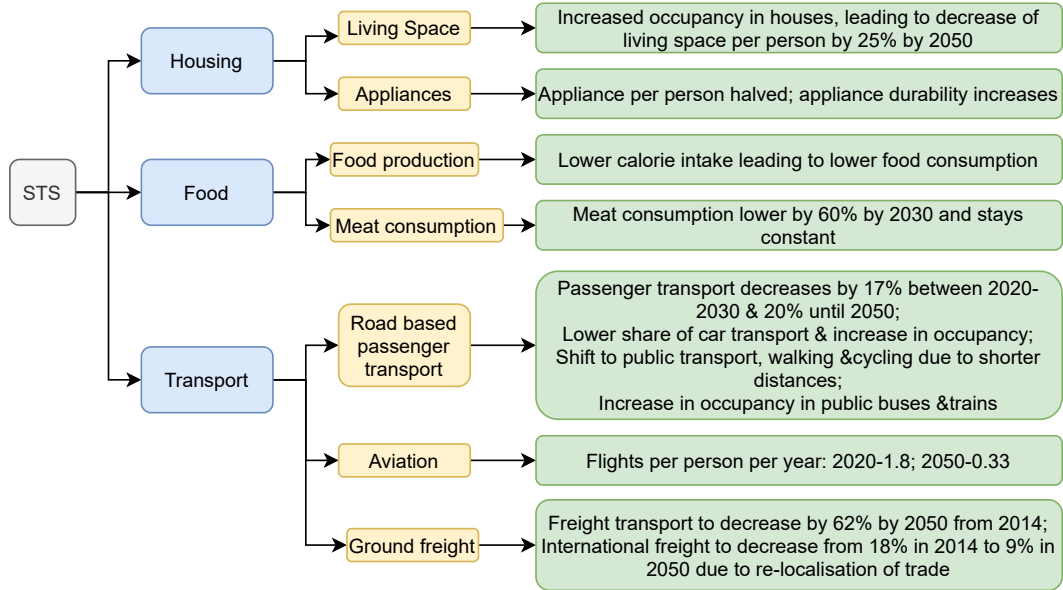 STS
Housing
Living Space
Increased occupancy in houses, leading to decrease of
living space per person by 25% by 2050
Appliances
Appliance per person halved; appliance durability increases
Food
Food production
Lower calorie intake leading to lower food consumption
Meat consumption
Meat consumption lower by 60% by 2030 and stays
constant
Transport
Road based
passenger
transport
Passenger transport decreases by 17% between 2020-
2030 & 20% until 2050;
Lower share of car transport & increase in occupancy;
Shift to public transport, walking &cycling due to shorter
distances;
Increase in occupancy in public buses &trains
Aviation
Flights per person per year: 2020-1.8; 2050-0.33
Ground freight
Freight transport to decrease by 62% by 2050 from 2014;
International freight to decrease from 18% in 2014 to 9% in
2050 due to re-localisation of trade